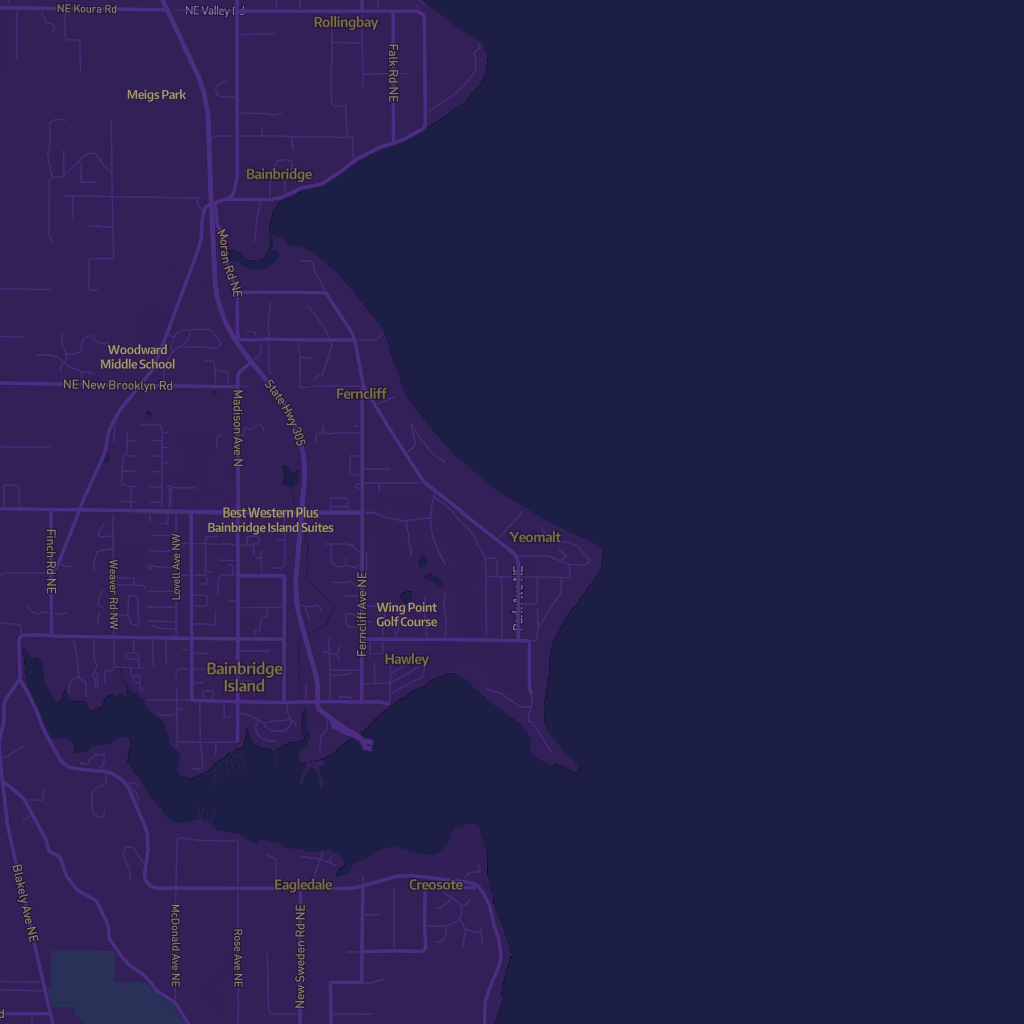 NE Koura Rd
NE Valley Rd
Rollingbay
Falk Rd NE
Meigs Park
Bainbridge
Moran Rd NE
Woodward
Middle School
NE New Brooklyn Rd
State Hwy 305
Ferncliff
Madison Ave N
Best Western Plus
Bainbridge Island Suites
Yeomalt
Finch Rd NE
Weaver Rd NW
Lovell Ave NW
Ferncliff Ave NE
Wing Point
Golf Course
Hawley
Bainbridge
Island
Eagledale
Creosote
Blakely Ave NE
McDonald Ave NE
Rose Ave NE
New Sweden Rd NE